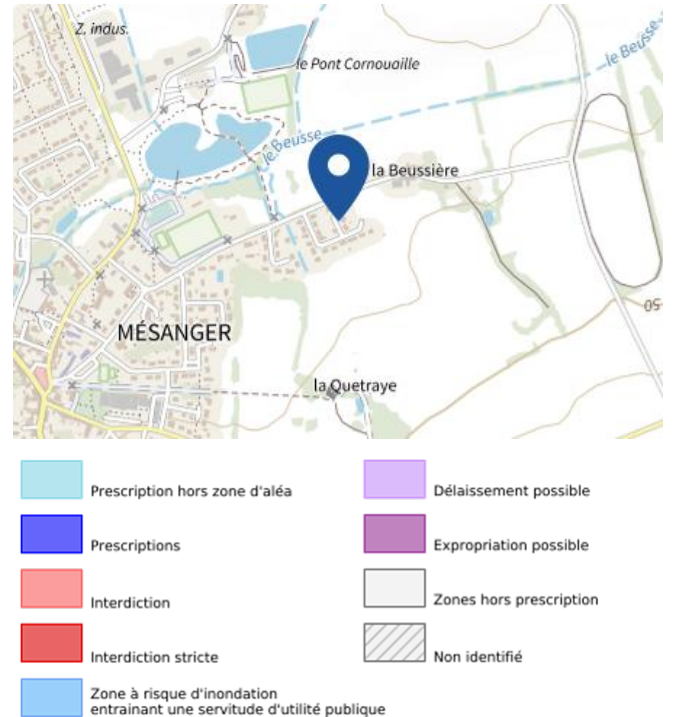 Z. indus.
le Pont Cornouaille
le Beusse
le Beusse
la Beussière
50
MÉSANGER
la Quetraye
Prescription hors zone d'aléa
Délaissement possible
Prescriptions
Expropriation possible
Interdiction
Zones hors prescription
Interdiction stricte
Non identifié
Zone à risque d'inondation
entrainant une servitude d'utilité publique